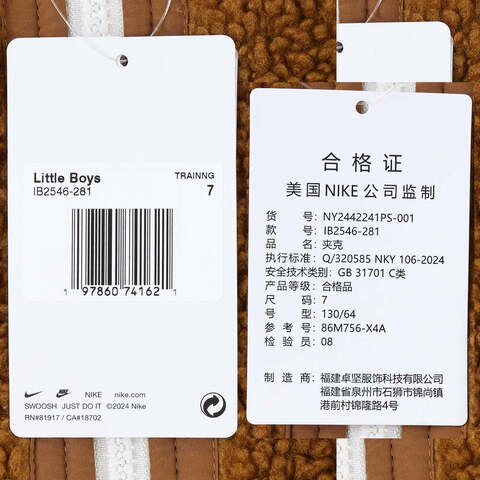 Little Boys
IB2546-281
TRAINNG
7
1 97860 74162 1
NIKE nike.com
SWOOSH JUST DO IT ©2024 Nike
RN#81917 / CA#18702
合格证
美国NIKE公司监制
货 号: NY2442241PS-001
款 号: IB2546-281
品 名: 夹克
执行标准: Q/320585 NKY 106-2024
安全技术类别: GB 31701 C类
产品等级: 合格品
尺 码: 7
号 型: 130/64
参 考 号: 86M756-X4A
检 验 员: 08
制 造 商: 福建卓坚服饰科技有限公司
福建省泉州市石狮市锦尚镇
港前村锦隆路4号